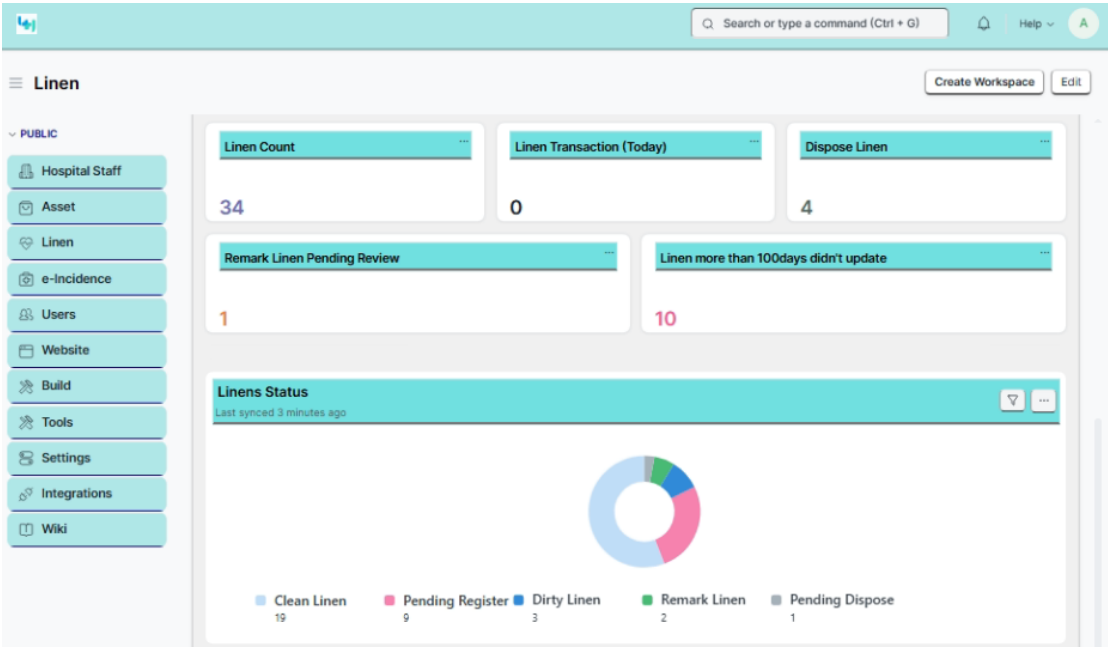 Search or type a command (Ctrl + G)
Help
A
Linen
Create Workspace
Edit
PUBLIC
Hospital Staff
Asset
Linen
e-Incidence
Users
Website
Build
Tools
Settings
Integrations
Wiki
Linen Count
...
34
Linen Transaction (Today)
...
0
Dispose Linen
...
4
Remark Linen Pending Review
...
1
Linen more than 100days didn't update
...
10
Linens Status
Last synced 3 minutes ago
...
Clean Linen
19
Pending Register
9
Dirty Linen
3
Remark Linen
2
Pending Dispose
1